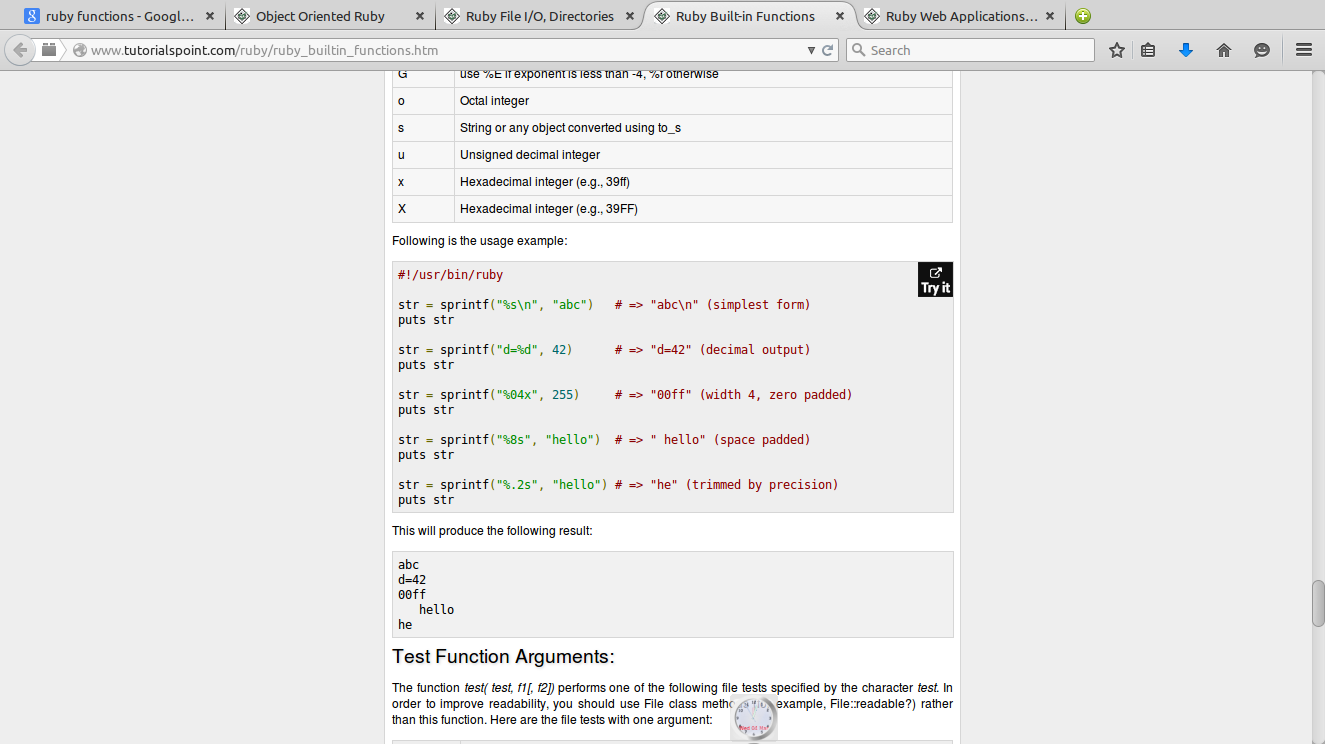 ruby functions - Googl...
Object Oriented Ruby
Ruby File I/O, Directories
Ruby Built-in Functions
Ruby Web Applications...
www.tutorialspoint.com/ruby/ruby_builtin_functions.htm
Search
G use %E if exponent is less than -4, %f otherwise
o Octal integer
s String or any object converted using to_s
u Unsigned decimal integer
x Hexadecimal integer (e.g., 39ff)
X Hexadecimal integer (e.g., 39FF)
Following is the usage example:
Try it
#!/usr/bin/ruby
str = sprintf("%s\n", "abc")   # => "abc\n" (simplest form)
puts str
str = sprintf("d=%d", 42)      # => "d=42" (decimal output)
puts str
str = sprintf("%04x", 255)     # => "00ff" (width 4, zero padded)
puts str
str = sprintf("%8s", "hello")  # => " hello" (space padded)
puts str
str = sprintf("%.2s", "hello") # => "he" (trimmed by precision)
puts str
This will produce the following result:
abc
d=42
00ff
   hello
he
Test Function Arguments:
The function test( test, f1[, f2]) performs one of the following file tests specified by the character test. In
order to improve readability, you should use File class example, File::readable?) rather
than this function. Here are the file tests with one argument: